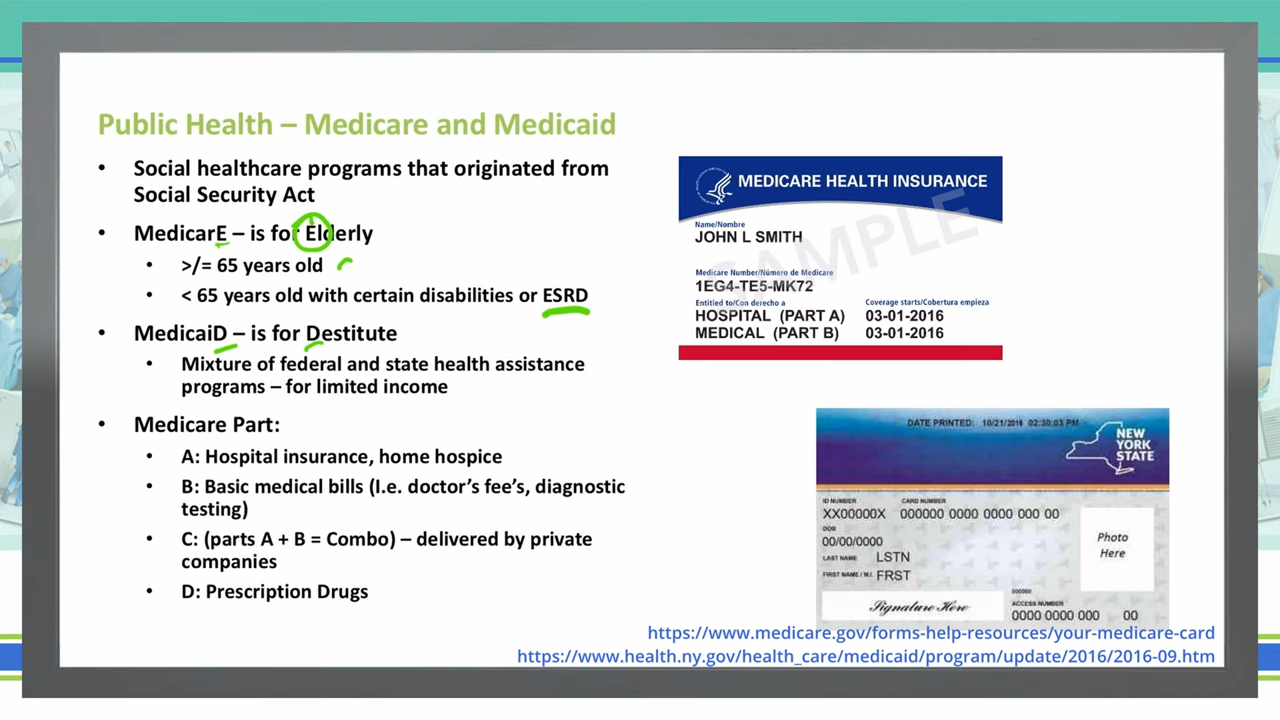 Public Health – Medicare and Medicaid
• Social healthcare programs that originated from
Social Security Act
• MedicarE – is for Elderly
• >/= 65 years old
• < 65 years old with certain disabilities or ESRD
• MedicaiD – is for Destitute
• Mixture of federal and state health assistance
programs – for limited income
• Medicare Part:
• A: Hospital insurance, home hospice
• B: Basic medical bills (I.e. doctor’s fee’s, diagnostic
testing)
• C: (parts A + B = Combo) – delivered by private
companies
• D: Prescription Drugs
MEDICARE HEALTH INSURANCE
SAMPLE
Name/Nombre
JOHN L SMITH
Medicare Number/Número de Medicare
1EG4-TE5-MK72
Entitled to/Con derecho a Coverage starts/Cobertura empieza
HOSPITAL (PART A) 03-01-2016
MEDICAL (PART B) 03-01-2016
DATE PRINTED: 10/21/2016 02:30:03 PM
NEW
YORK
STATE
ID NUMBER CARD NUMBER
XX00000X 000000 0000 0000 000 00
DOB
00/00/0000
LAST NAME LSTN
FIRST NAME / M.I. FRST
Photo
Here
Signature Here
000000
ACCESS NUMBER
0000 0000 000 00
https://www.medicare.gov/forms-help-resources/your-medicare-card
https://www.health.ny.gov/health_care/medicaid/program/update/2016/2016-09.htm